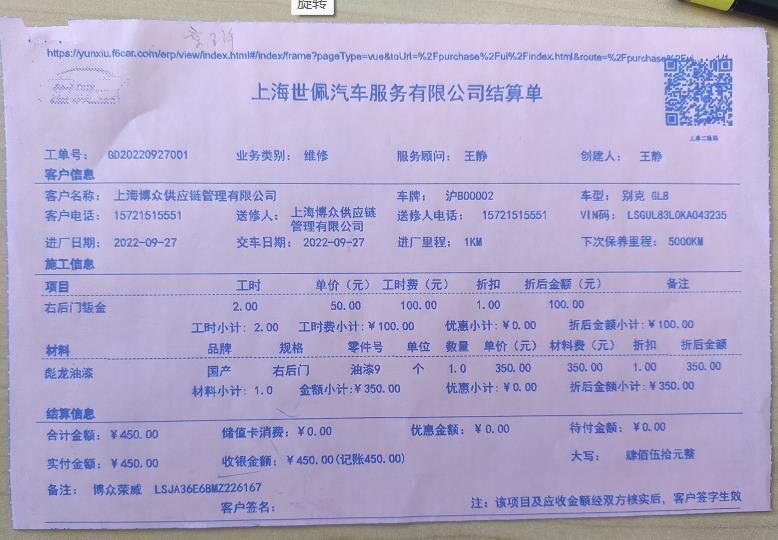 旋转
https://yunxiu.f6car.com/erp/view/index.html#/index/frame?pageType=vue&toUrl=%2Fpurchase%2Fui%2Findex.html&route=%2Fpurchase%2Fui... 1/1
上海世佩汽车服务有限公司结算单
工单号: GD20220927001 业务类别: 维修 服务顾问: 王静 创建人: 王静
客户信息
客户名称: 上海博众供应链管理有限公司 车牌: 沪B00002 车型: 别克 GL8
客户电话: 15721515551 送修人: 上海博众供应链管理有限公司 送修人电话: 15721515551 VIN码: LSGUL83L0KA043235
进厂日期: 2022-09-27 交车日期: 2022-09-27 进厂里程: 1KM 下次保养里程: 5000KM
施工信息
项目 工时 单价(元) 工时费(元) 折扣 折后金额(元) 备注
右后门钣金 2.00 50.00 100.00 1.00 100.00
工时小计: 2.00 工时费小计:¥100.00 优惠小计:¥0.00 折后金额小计:¥100.00
材料 品牌 规格 零件号 单位 数量 单价(元) 材料费(元) 折扣 折后金额
彪龙油漆 国产 右后门 油漆9 个 1.0 350.00 350.00 1.00 350.00
材料小计: 1.0 金额小计:¥350.00 优惠小计:¥0.00 折后金额小计:¥350.00
结算信息
合计金额: ¥450.00 储值卡消费: ¥0.00 优惠金额: ¥0.00 待付金额: ¥0.00
实付金额: ¥450.00 收银金额: ¥450.00(记账450.00) 大写: 肆佰伍拾元整
备注: 博众荣威 LSJA36E68MZ226167
客户签名: 注: 该项目及应收金额经双方核实后, 客户签字生效